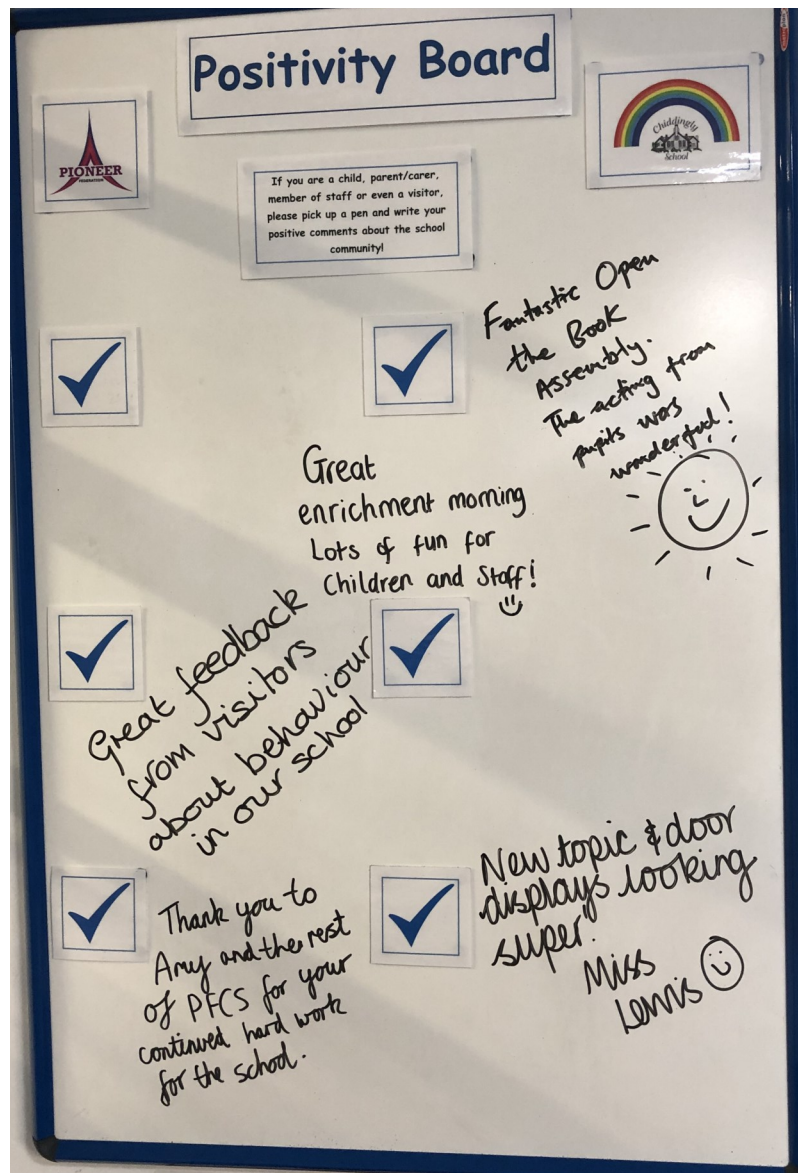 Positivity Board
PIONEER
FEDERATION
Chiddingly
School
If you are a child, parent/carer,
member of staff or even a visitor,
please pick up a pen and write your
positive comments about the school
community!
Fantastic Open
the Book
Assembly.
The acting from
pupils was
wonderful!
Great
enrichment morning
Lots of fun for
Children and Staff!
Great feedback
from visitors
about behaviour
in our school
Thank you to
Amy and the rest
of PFCS for your
continued hard work
for the school.
New topic & door
displays looking
super!
Miss
Lewis